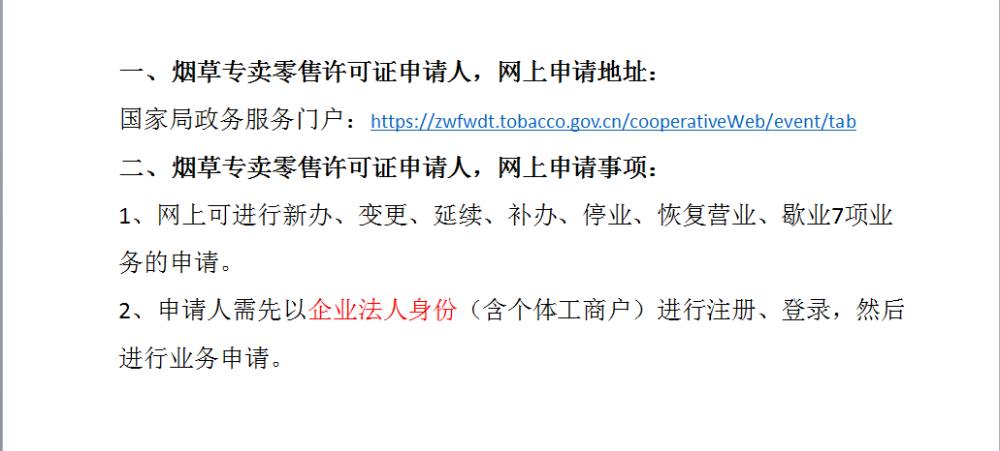 一、烟草专卖零售许可证申请人，网上申请地址：
国家局政务服务门户：https://zwfwdt.tobacco.gov.cn/cooperativeWeb/event/tab
二、烟草专卖零售许可证申请人，网上申请事项：
1、网上可进行新办、变更、延续、补办、停业、恢复营业、歇业7项业
务的申请。
2、申请人需先以企业法人身份（含个体工商户）进行注册、登录，然后
进行业务申请。